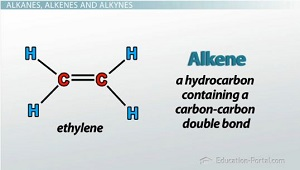 ALKANES, ALKENES AND ALKYNES
H H
C C
H H
ethylene
Alkene
a hydrocarbon
containing a
carbon-carbon
double bond
Education-Portal.com